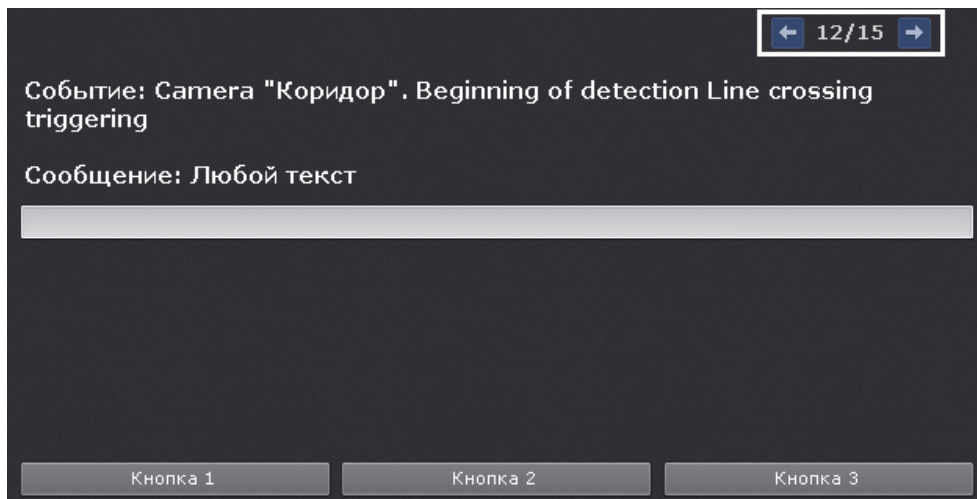 12/15
Событие: Camera "Коридор". Beginning of detection Line crossing
triggering
Сообщение: Любой текст
Кнопка 1 Кнопка 2 Кнопка 3